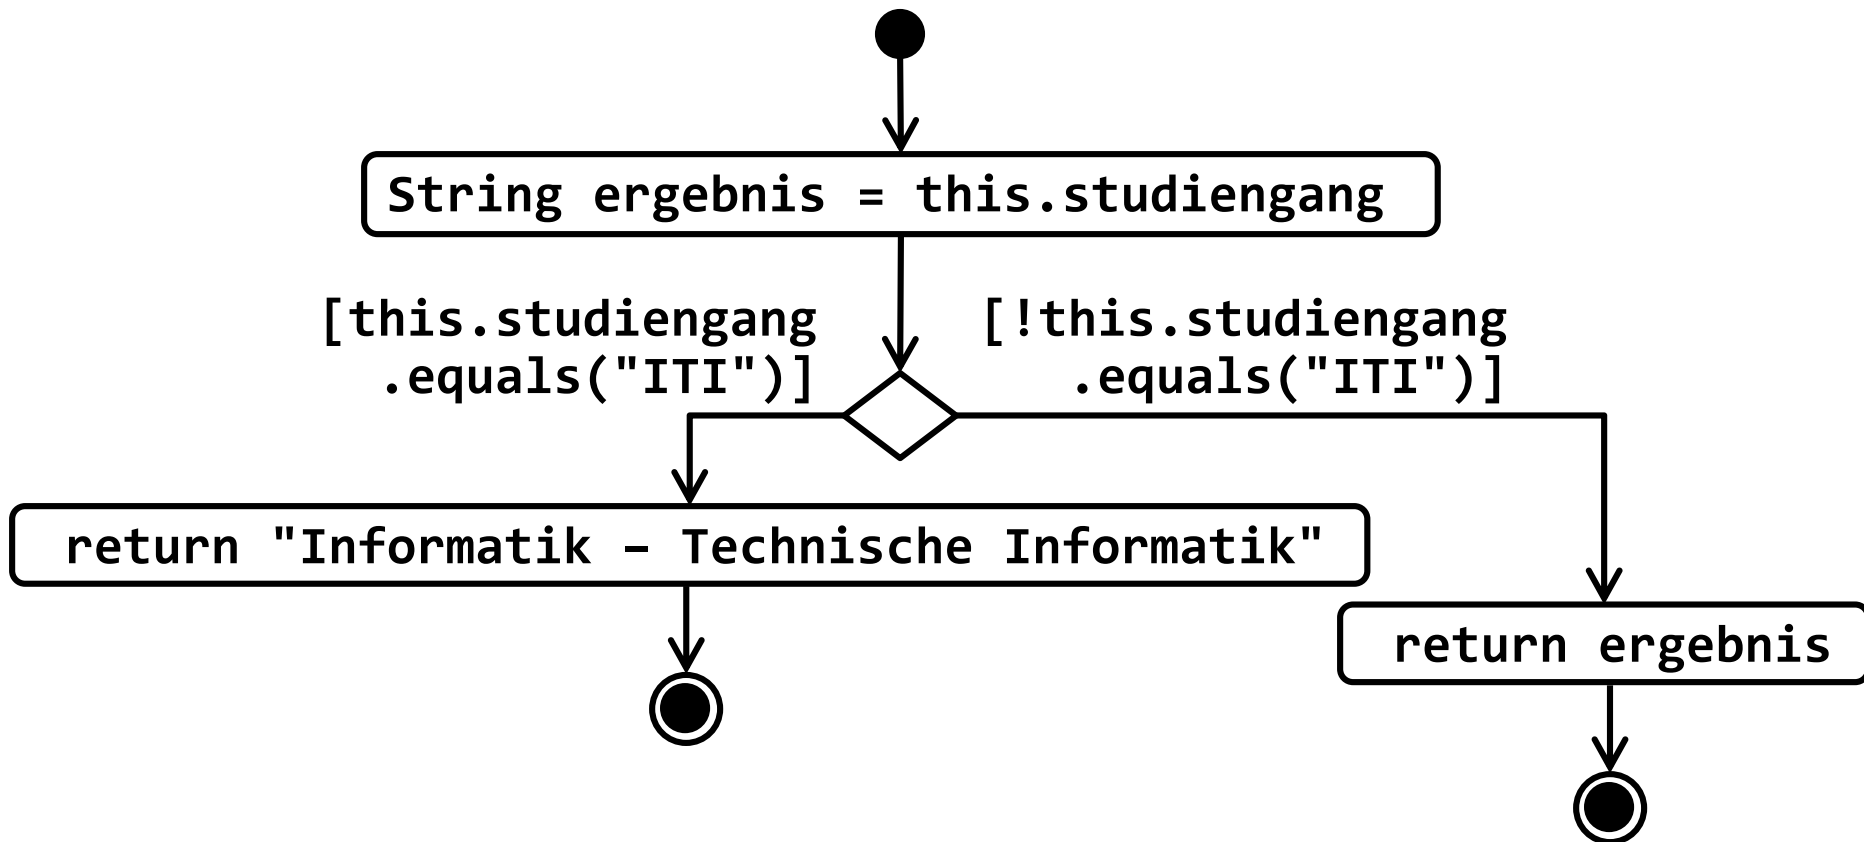 String ergebnis = this.studiengang
[this.studiengang
.equals("ITI")]
[!this.studiengang
.equals("ITI")]
return "Informatik – Technische Informatik"
return ergebnis